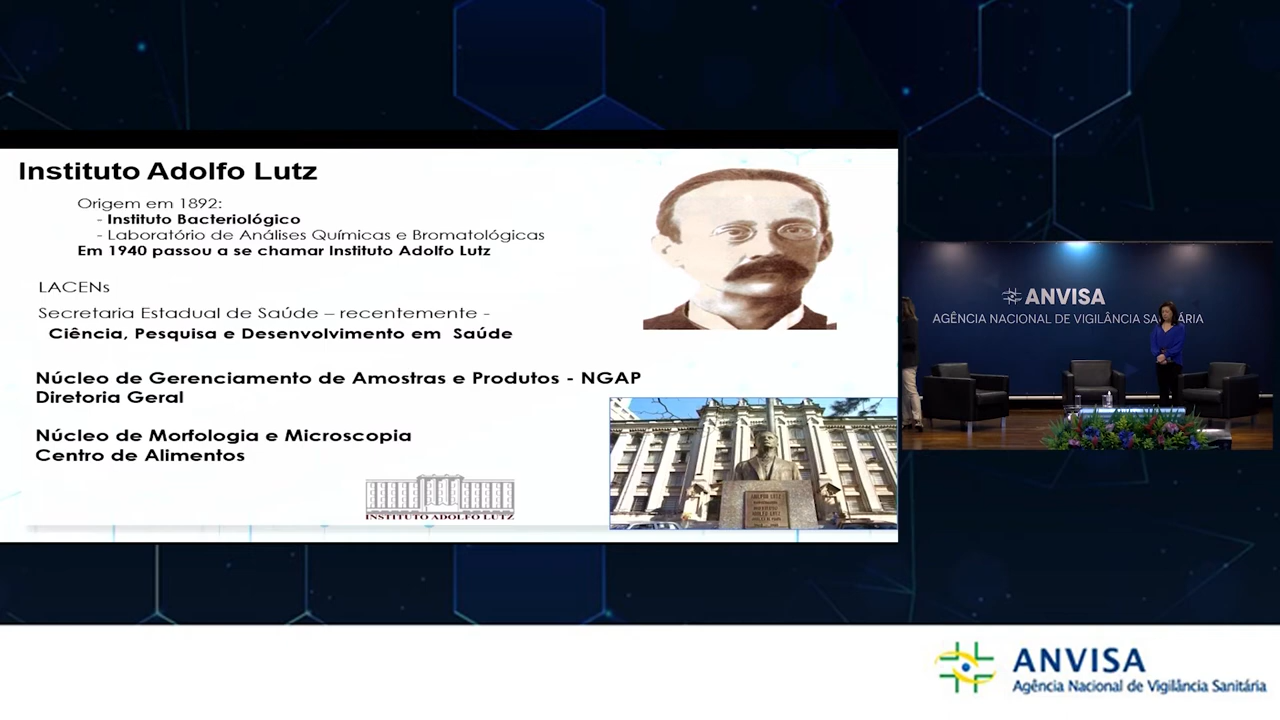 Instituto Adolfo Lutz
Origem em 1892:
- Instituto Bacteriológico
- Laboratório de Análises Químicas e Bromatológicas
Em 1940 passou a se chamar Instituto Adolfo Lutz
LACENs
Secretaria Estadual de Saúde – recentemente -
Ciência, Pesquisa e Desenvolvimento em Saúde
Núcleo de Gerenciamento de Amostras e Produtos - NGAP
Diretoria Geral
Núcleo de Morfologia e Microscopia
Centro de Alimentos
INSTITUTO ADOLFO LUTZ
ADOLFO LUTZ
ANVISA
AGÊNCIA NACIONAL DE VIGILÂNCIA SANITÁRIA
ANVISA
Agência Nacional de Vigilância Sanitária